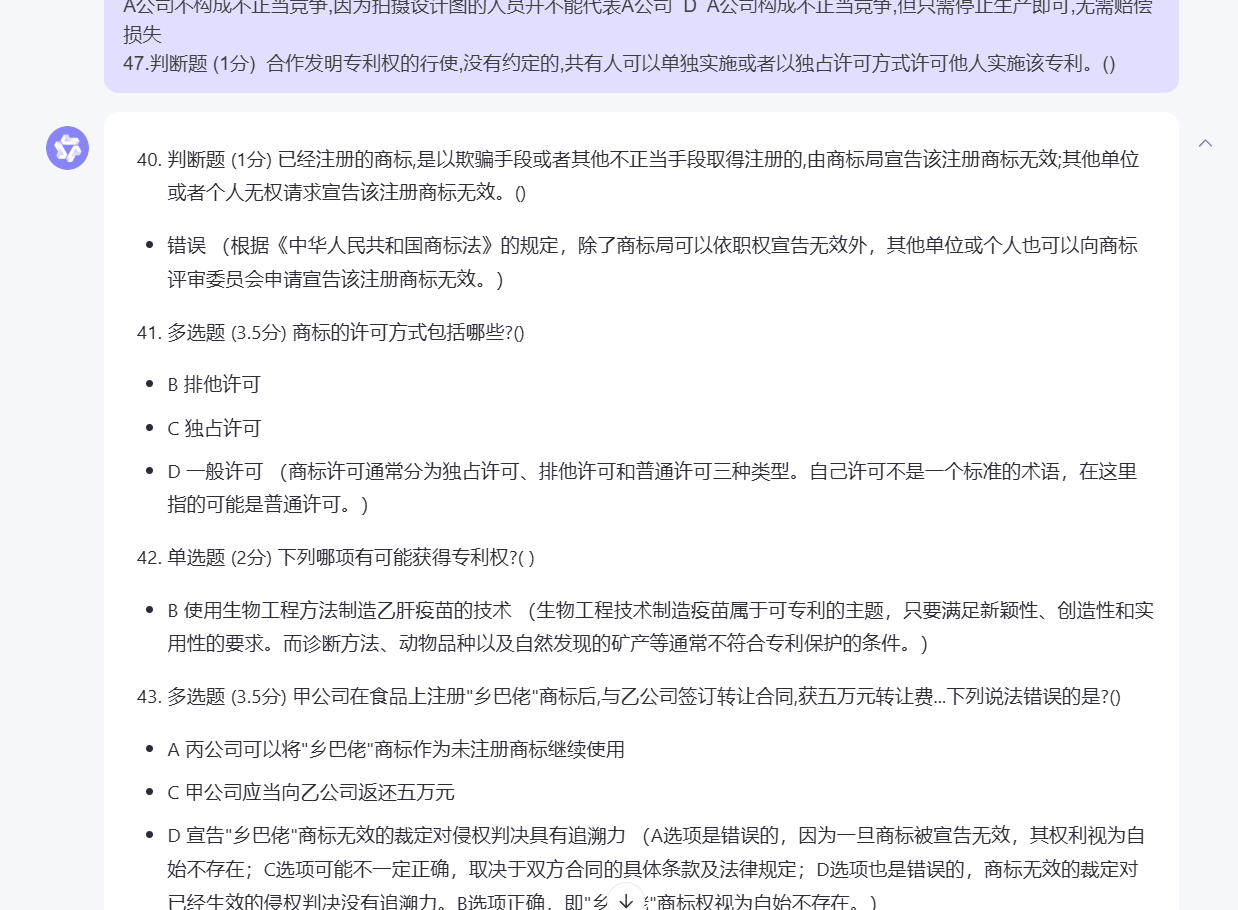 A公司不构成不正当竞争,因为拍摄设计图的人员并不能代表A公司 D A公司构成不正当竞争,但只需停止生产即可,无需赔偿
损失
47.判断题 (1分) 合作发明专利权的行使,没有约定的,共有人可以单独实施或者以独占许可方式许可他人实施该专利。()
40. 判断题 (1分) 已经注册的商标,是以欺骗手段或者其他不正当手段取得注册的,由商标局宣告该注册商标无效;其他单位
或者个人无权请求宣告该注册商标无效。()
• 错误 （根据《中华人民共和国商标法》的规定，除了商标局可以依职权宣告无效外，其他单位或个人也可以向商标
评审委员会申请宣告该注册商标无效。）
41. 多选题 (3.5分) 商标的许可方式包括哪些?()
• B 排他许可
• C 独占许可
• D 一般许可 （商标许可通常分为独占许可、排他许可和普通许可三种类型。自己许可不是一个标准的术语，在这里
指的可能是普通许可。）
42. 单选题 (2分) 下列哪项有可能获得专利权?( )
• B 使用生物工程方法制造乙肝疫苗的技术 （生物工程技术制造疫苗属于可专利的主题，只要满足新颖性、创造性和实
用性的要求。而诊断方法、动物品种以及自然发现的矿产等通常不符合专利保护的条件。）
43. 多选题 (3.5分) 甲公司在食品上注册"乡巴佬"商标后,与乙公司签订转让合同,获五万元转让费...下列说法错误的是?()
• A 丙公司可以将"乡巴佬"商标作为未注册商标继续使用
• C 甲公司应当向乙公司返还五万元
• D 宣告"乡巴佬"商标无效的裁定对侵权判决具有追溯力 （A选项是错误的，因为一旦商标被宣告无效，其权利视为自
始不存在；C选项可能不一定正确，取决于双方合同的具体条款及法律规定；D选项也是错误的，商标无效的裁定对
已经生效的侵权判决没有追溯力。B选项正确，即"乡 "商标权视为自始不存在。）